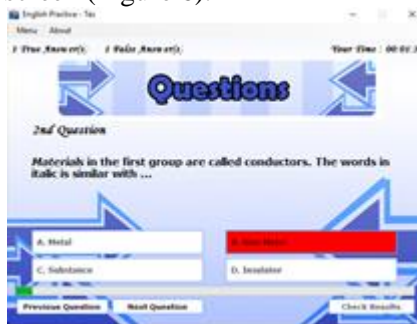 English Practice - Tes
Menu About
1 True Answer(s) 1 False Answer(s) Your Time : 00:01:
Questions
2nd Question
Materials in the first group are called conductors. The words in
italic is similar with ...
A. Metal
C. Substance D. Insulator
Previous Question Next Question Check Results